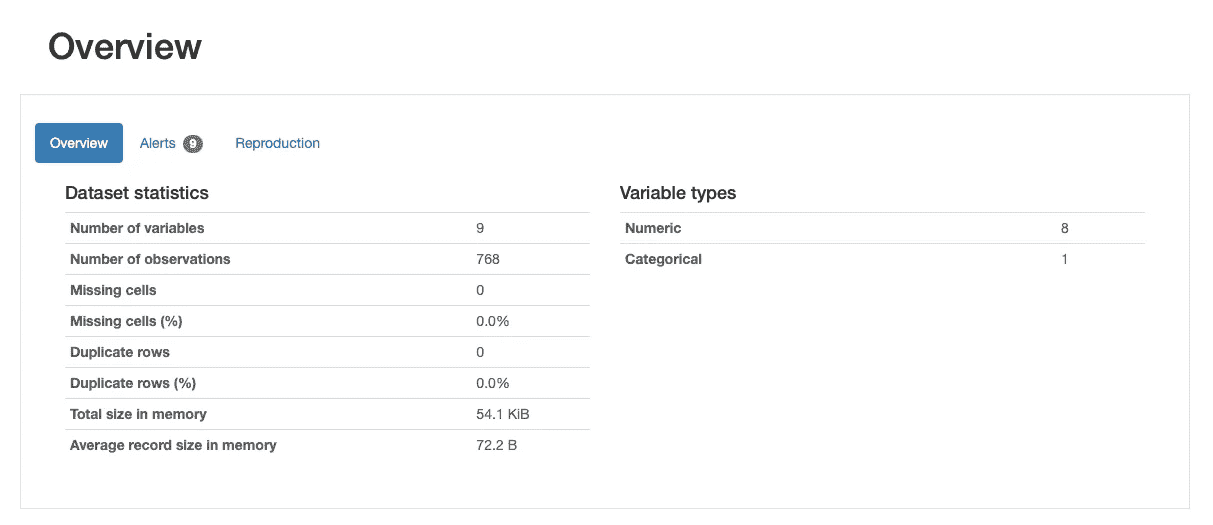 Overview
Overview Alerts 9 Reproduction
Dataset statistics
Number of variables 9
Number of observations 768
Missing cells 0
Missing cells (%) 0.0%
Duplicate rows 0
Duplicate rows (%) 0.0%
Total size in memory 54.1 KiB
Average record size in memory 72.2 B
Variable types
Numeric 8
Categorical 1